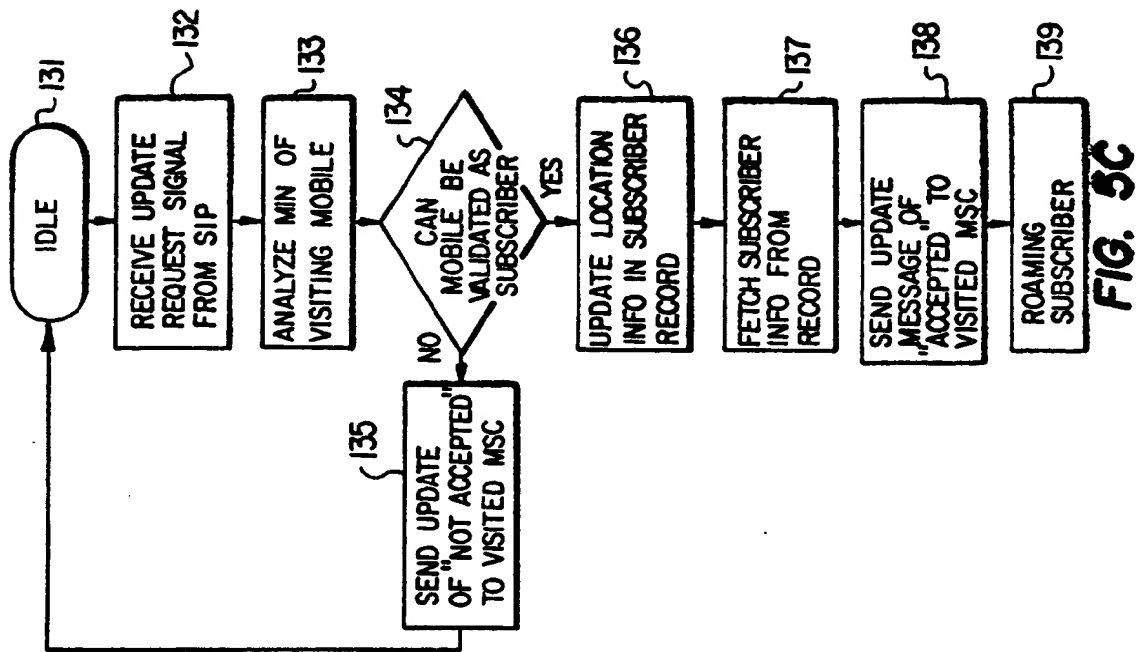 IDLE
131
RECEIVE UPDATE
REQUEST SIGNAL
FROM SIP
132
ANALYZE MIN OF
VISITING MOBILE
133
CAN
MOBILE BE
VALIDATED AS
SUBSCRIBER
134
NO
YES
SEND UPDATE
OF "NOT ACCEPTED"
TO VISITED MSC
135
UPDATE LOCATION
INFO IN SUBSCRIBER
RECORD
136
FETCH SUBSCRIBER
INFO FROM
RECORD
137
SEND UPDATE
MESSAGE OF
"ACCEPTED" TO
VISITED MSC
138
ROAMING
SUBSCRIBER
139
FIG. 5C